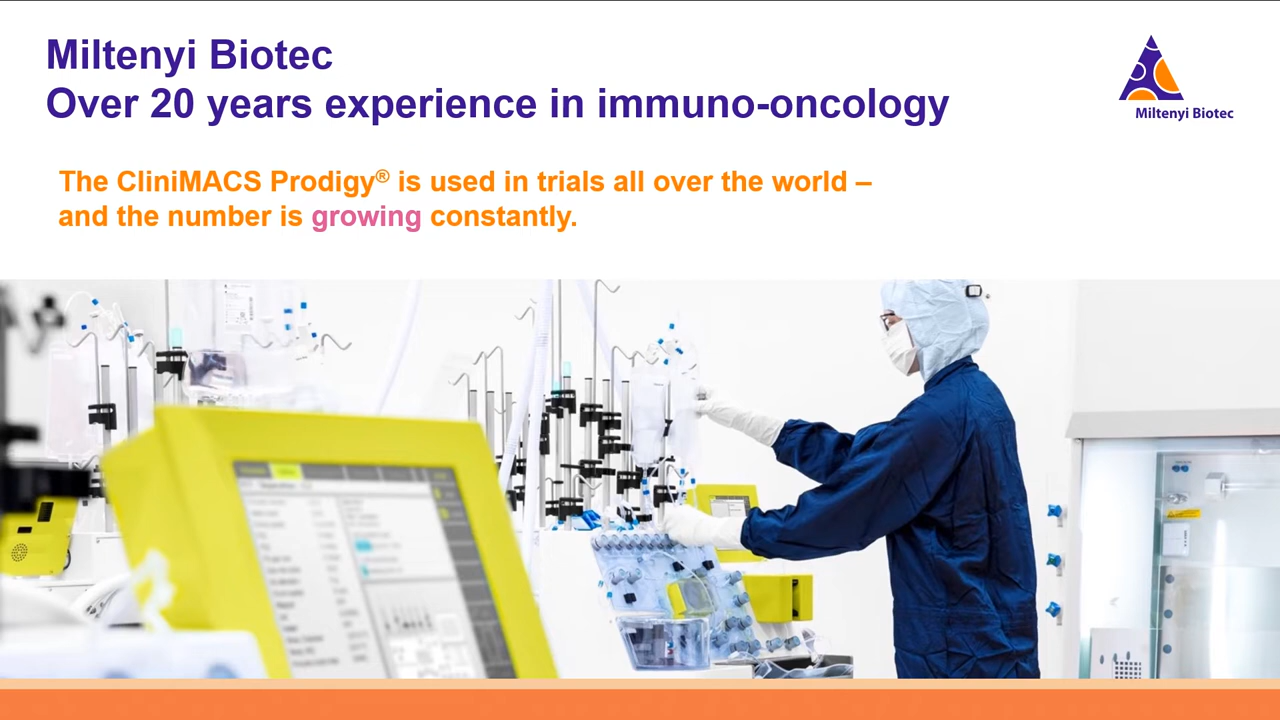 Miltenyi Biotec
Over 20 years experience in immuno-oncology
Miltenyi Biotec
The CliniMACS Prodigy® is used in trials all over the world –
and the number is growing constantly.